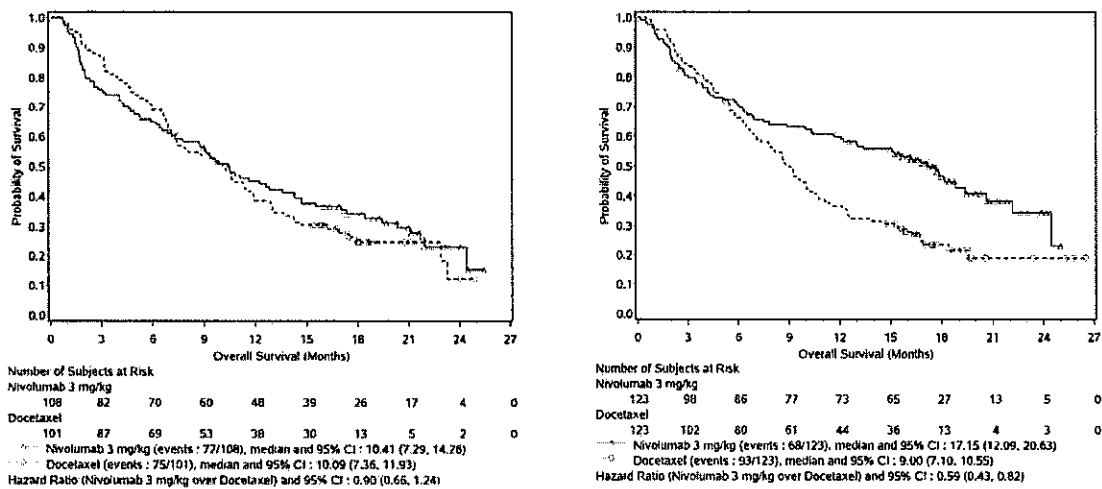 1.0
0.9
0.8
0.7
0.6
0.5
0.4
0.3
0.2
0.1
0.0
Probability of Survival
0 3 6 9 12 15 18 21 24 27
Overall Survival (Months)
Number of Subjects at Risk
Nivolumab 3 mg/kg
108 82 70 60 48 39 26 17 4 0
Docetaxel
101 87 69 53 38 30 13 5 2 0
Nivolumab 3 mg/kg (events : 77/108), median and 95% CI : 10.41 (7.29, 14.26)
Docetaxel (events : 75/101), median and 95% CI : 10.09 (7.36, 11.93)
Hazard Ratio (Nivolumab 3 mg/kg over Docetaxel) and 95% CI : 0.90 (0.66, 1.24)
1.0
0.9
0.8
0.7
0.6
0.5
0.4
0.3
0.2
0.1
0.0
Probability of Survival
0 3 6 9 12 15 18 21 24 27
Overall Survival (Months)
Number of Subjects at Risk
Nivolumab 3 mg/kg
123 98 86 77 73 65 27 13 5 0
Docetaxel
123 102 80 61 44 36 13 4 3 0
Nivolumab 3 mg/kg (events : 68/123), median and 95% CI : 17.15 (12.09, 20.63)
Docetaxel (events : 93/123), median and 95% CI : 9.00 (7.10, 10.55)
Hazard Ratio (Nivolumab 3 mg/kg over Docetaxel) and 95% CI : 0.59 (0.43, 0.82)